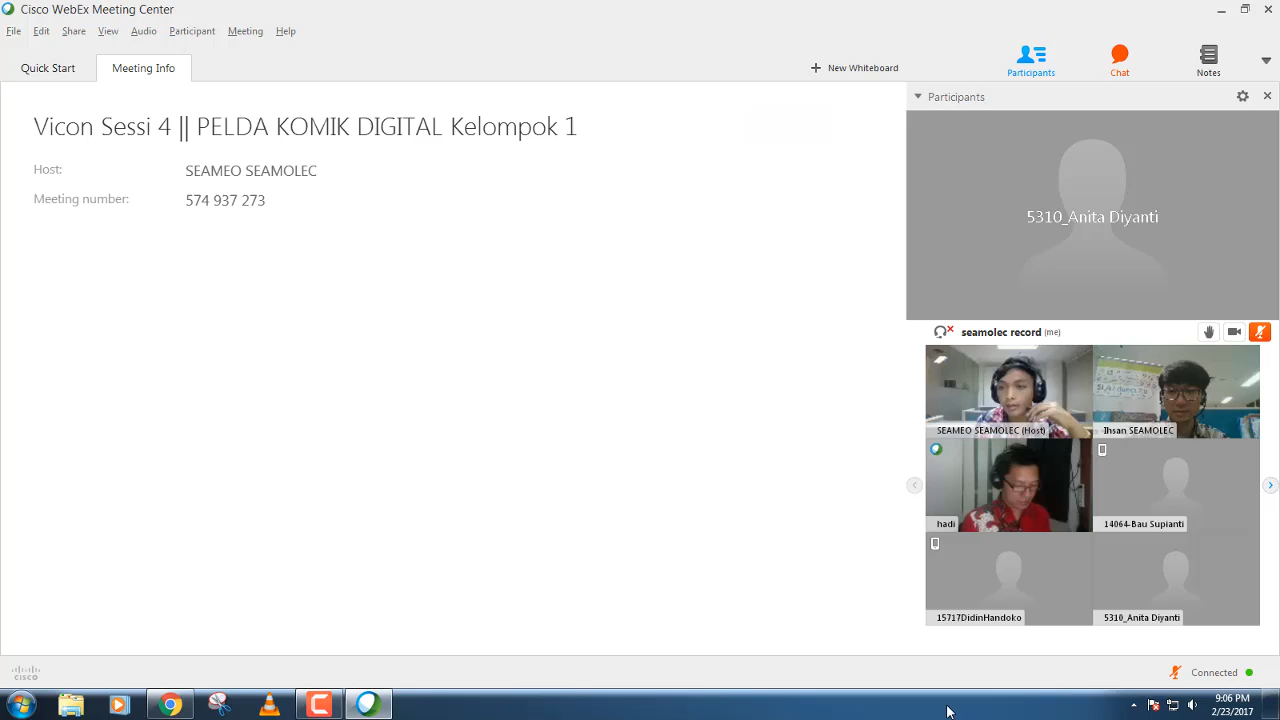 Cisco WebEx Meeting Center
File Edit Share View Audio Participant Meeting Help
Quick Start
Meeting Info
New Whiteboard
Participants
Chat
Notes
Participants
Vicon Sessi 4 || PELDA KOMIK DIGITAL Kelompok 1
Host: SEAMEO SEAMOLEC
Meeting number: 574 937 273
5310_Anita Diyanti
seamolec record (me)
SEAMEO SEAMOLEC (Host)
Ihsan SEAMOLEC
hadi
14064-Bau Supianti
15717DidinHandoko
5310_Anita Diyanti
cisco
Connected
9:06 PM
2/23/2017